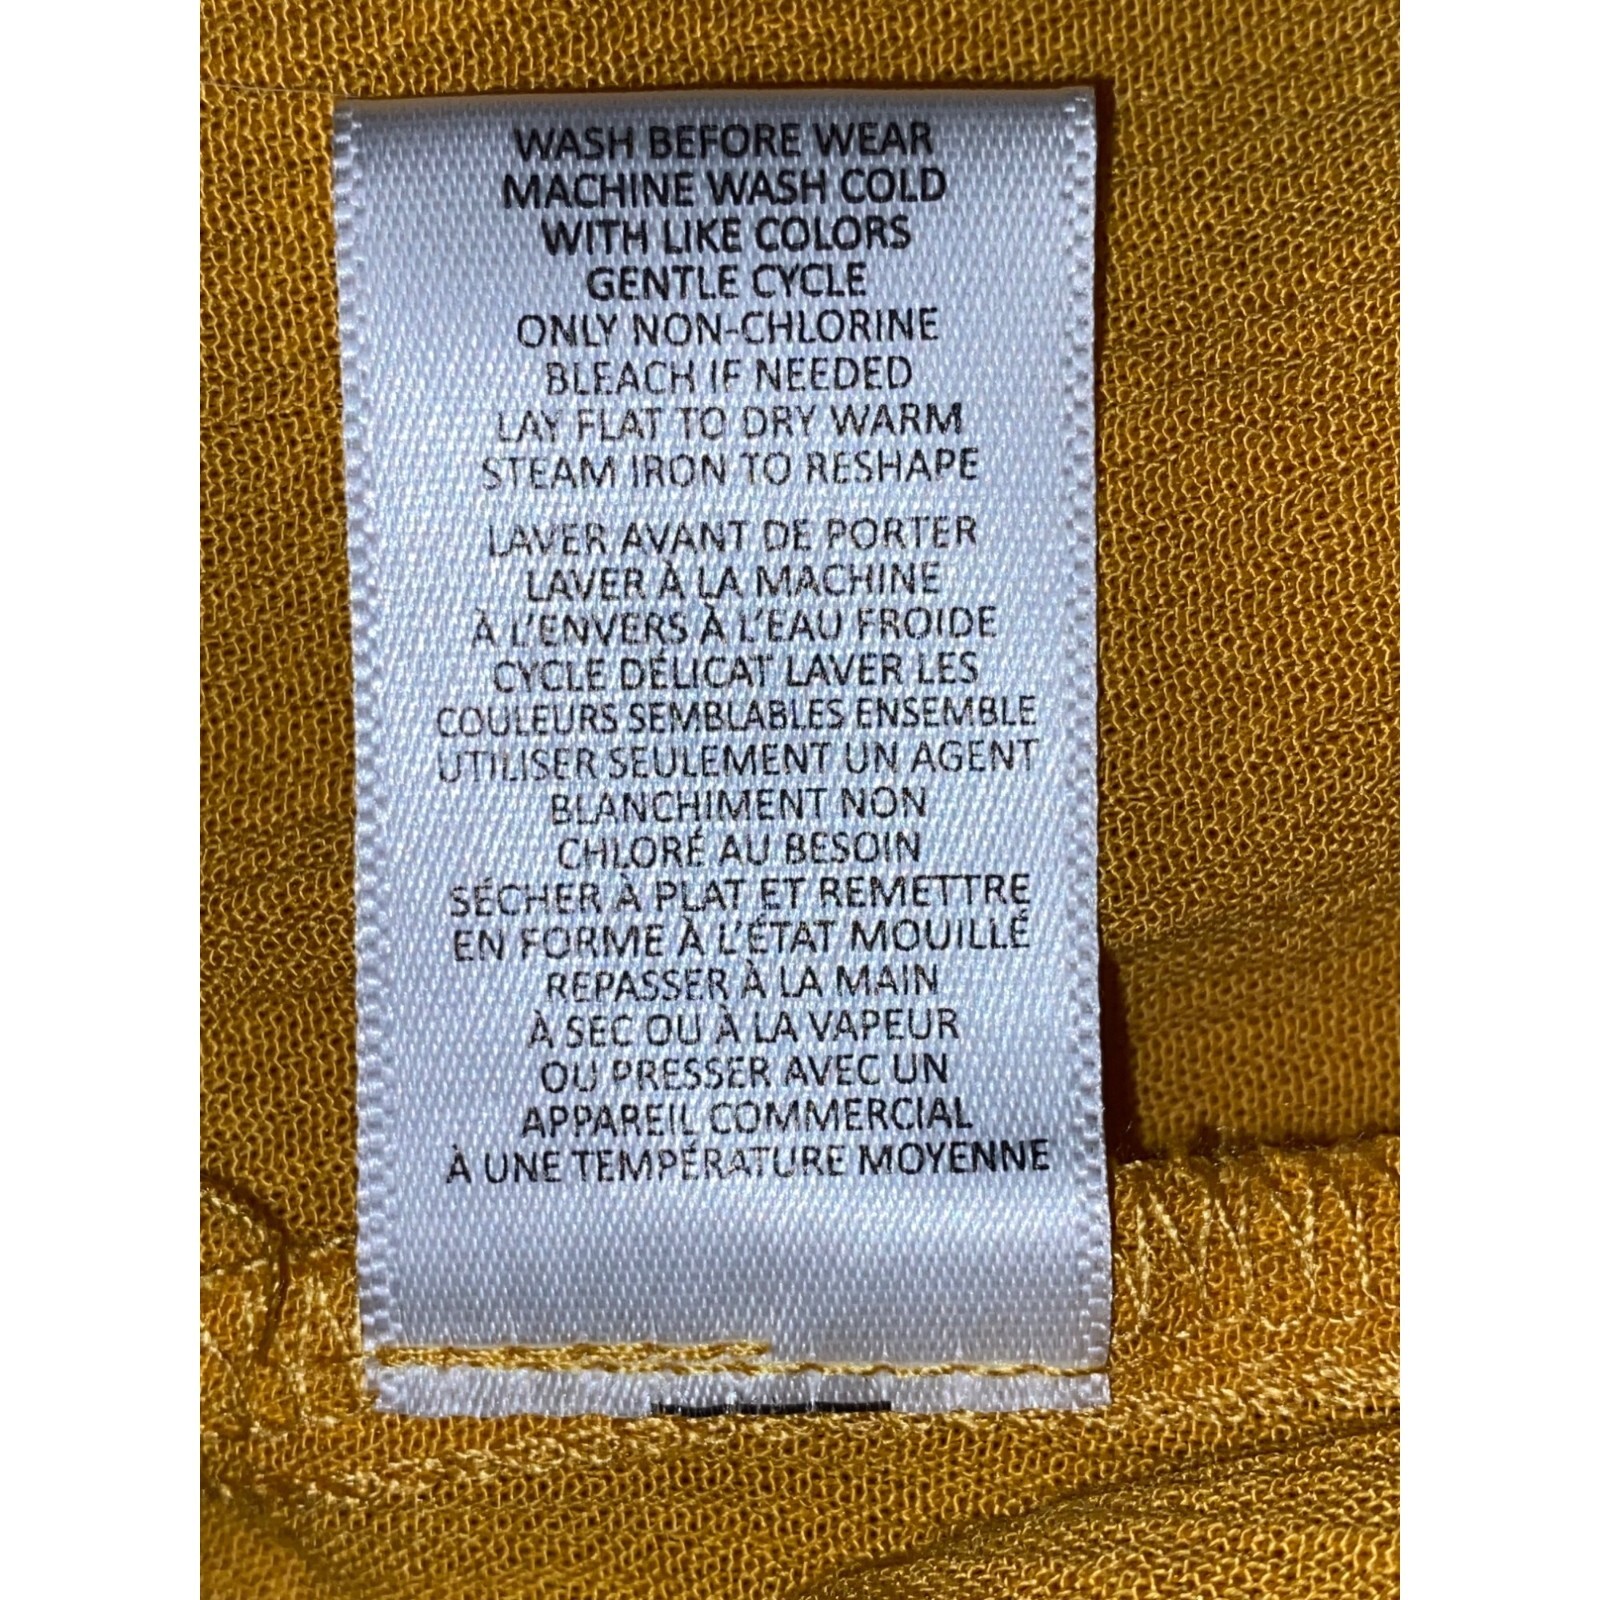 WASH BEFORE WEAR
MACHINE WASH COLD
WITH LIKE COLORS
GENTLE CYCLE
ONLY NON-CHLORINE
BLEACH IF NEEDED
LAY FLAT TO DRY WARM
STEAM IRON TO RESHAPE
LAVER AVANT DE PORTER
LAVER À LA MACHINE
À L'ENVERS À L'EAU FROIDE
CYCLE DÉLICAT LAVER LES
COULEURS SEMBLABLES ENSEMBLE
UTILISER SEULEMENT UN AGENT
BLANCHIMENT NON
CHLORÉ AU BESOIN
SÉCHER À PLAT ET REMETTRE
EN FORME À L'ÉTAT MOUILLÉ
REPASSER À LA MAIN
À SEC OU À LA VAPEUR
OU PRESSER AVEC UN
APPAREIL COMMERCIAL
À UNE TEMPÉRATURE MOYENNE